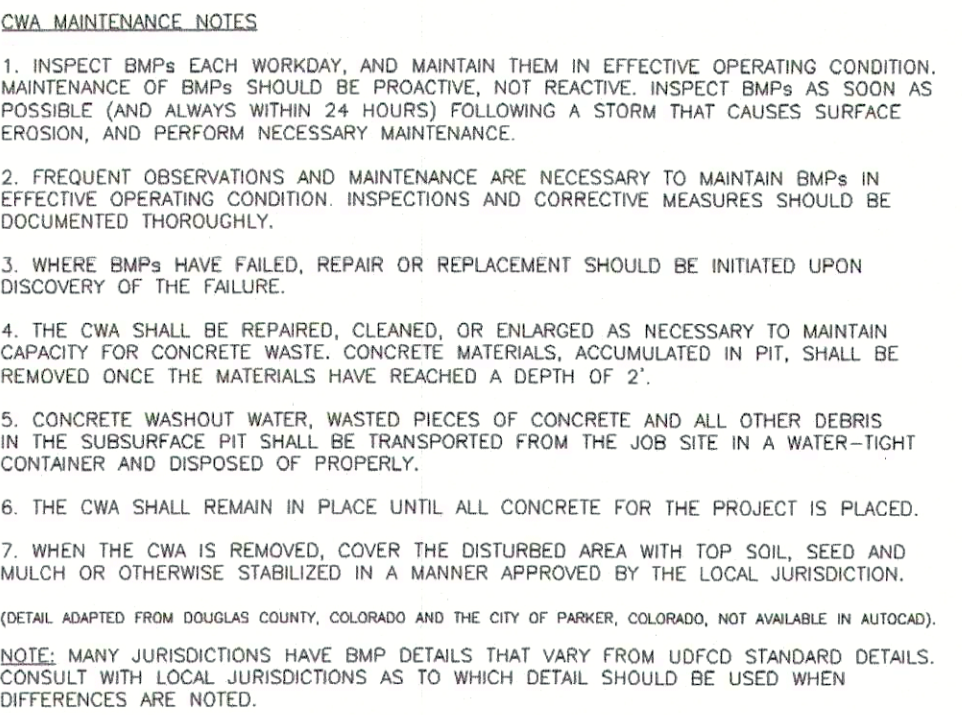 CWA MAINTENANCE NOTES
1. INSPECT BMPs EACH WORKDAY, AND MAINTAIN THEM IN EFFECTIVE OPERATING CONDITION.
MAINTENANCE OF BMPs SHOULD BE PROACTIVE, NOT REACTIVE. INSPECT BMPs AS SOON AS
POSSIBLE (AND ALWAYS WITHIN 24 HOURS) FOLLOWING A STORM THAT CAUSES SURFACE
EROSION, AND PERFORM NECESSARY MAINTENANCE.
2. FREQUENT OBSERVATIONS AND MAINTENANCE ARE NECESSARY TO MAINTAIN BMPs IN
EFFECTIVE OPERATING CONDITION. INSPECTIONS AND CORRECTIVE MEASURES SHOULD BE
DOCUMENTED THOROUGHLY.
3. WHERE BMPs HAVE FAILED, REPAIR OR REPLACEMENT SHOULD BE INITIATED UPON
DISCOVERY OF THE FAILURE.
4. THE CWA SHALL BE REPAIRED, CLEANED, OR ENLARGED AS NECESSARY TO MAINTAIN
CAPACITY FOR CONCRETE WASTE. CONCRETE MATERIALS, ACCUMULATED IN PIT, SHALL BE
REMOVED ONCE THE MATERIALS HAVE REACHED A DEPTH OF 2'.
5. CONCRETE WASHOUT WATER, WASTED PIECES OF CONCRETE AND ALL OTHER DEBRIS
IN THE SUBSURFACE PIT SHALL BE TRANSPORTED FROM THE JOB SITE IN A WATER-TIGHT
CONTAINER AND DISPOSED OF PROPERLY.
6. THE CWA SHALL REMAIN IN PLACE UNTIL ALL CONCRETE FOR THE PROJECT IS PLACED.
7. WHEN THE CWA IS REMOVED, COVER THE DISTURBED AREA WITH TOP SOIL, SEED AND
MULCH OR OTHERWISE STABILIZED IN A MANNER APPROVED BY THE LOCAL JURISDICTION.
(DETAIL ADAPTED FROM DOUGLAS COUNTY, COLORADO AND THE CITY OF PARKER, COLORADO, NOT AVAILABLE IN AUTOCAD).
NOTE: MANY JURISDICTIONS HAVE BMP DETAILS THAT VARY FROM UDFCD STANDARD DETAILS.
CONSULT WITH LOCAL JURISDICTIONS AS TO WHICH DETAIL SHOULD BE USED WHEN
DIFFERENCES ARE NOTED.